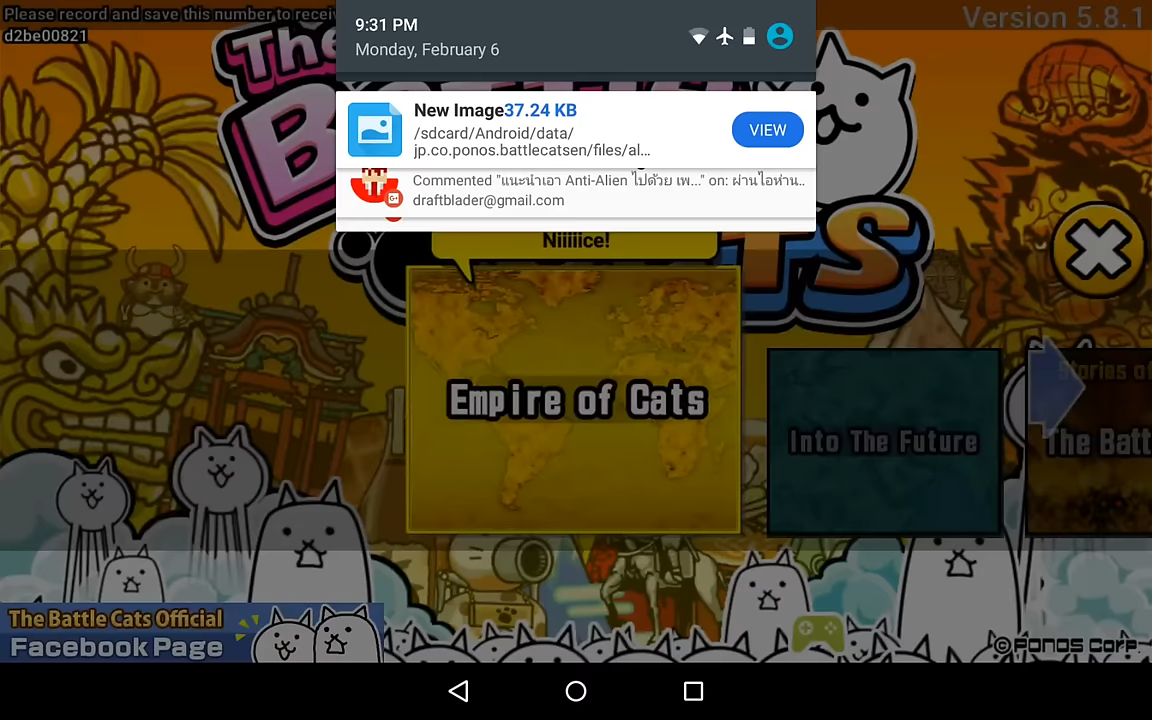 Please record and save this number to recei
d2be00821
Version 5.8.1
9:31 PM
Monday, February 6
New Image37.24 KB
/sdcard/Android/data/
jp.co.ponos.battlecatsen/files/al...
VIEW
Commented "แนะนำเอา Anti-Alien ไปด้วย เพ..." on: ผ่านไอห่าน..
draftblader@gmail.com
The
Niiiice!
Empire of Cats
Into The Future
Stories of
The Batt
The Battle Cats Official
Facebook Page
©PONOS Corp.